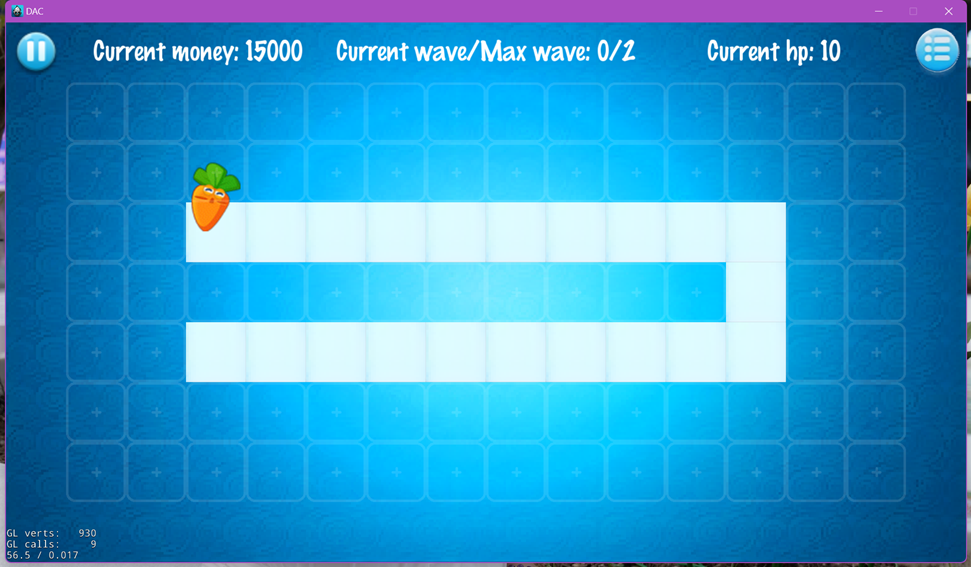 DAC
Current money: 15000 Current wave/Max wave: 0/2 Current hp: 10
GL verts: 930
GL calls: 9
56.5 / 0.017